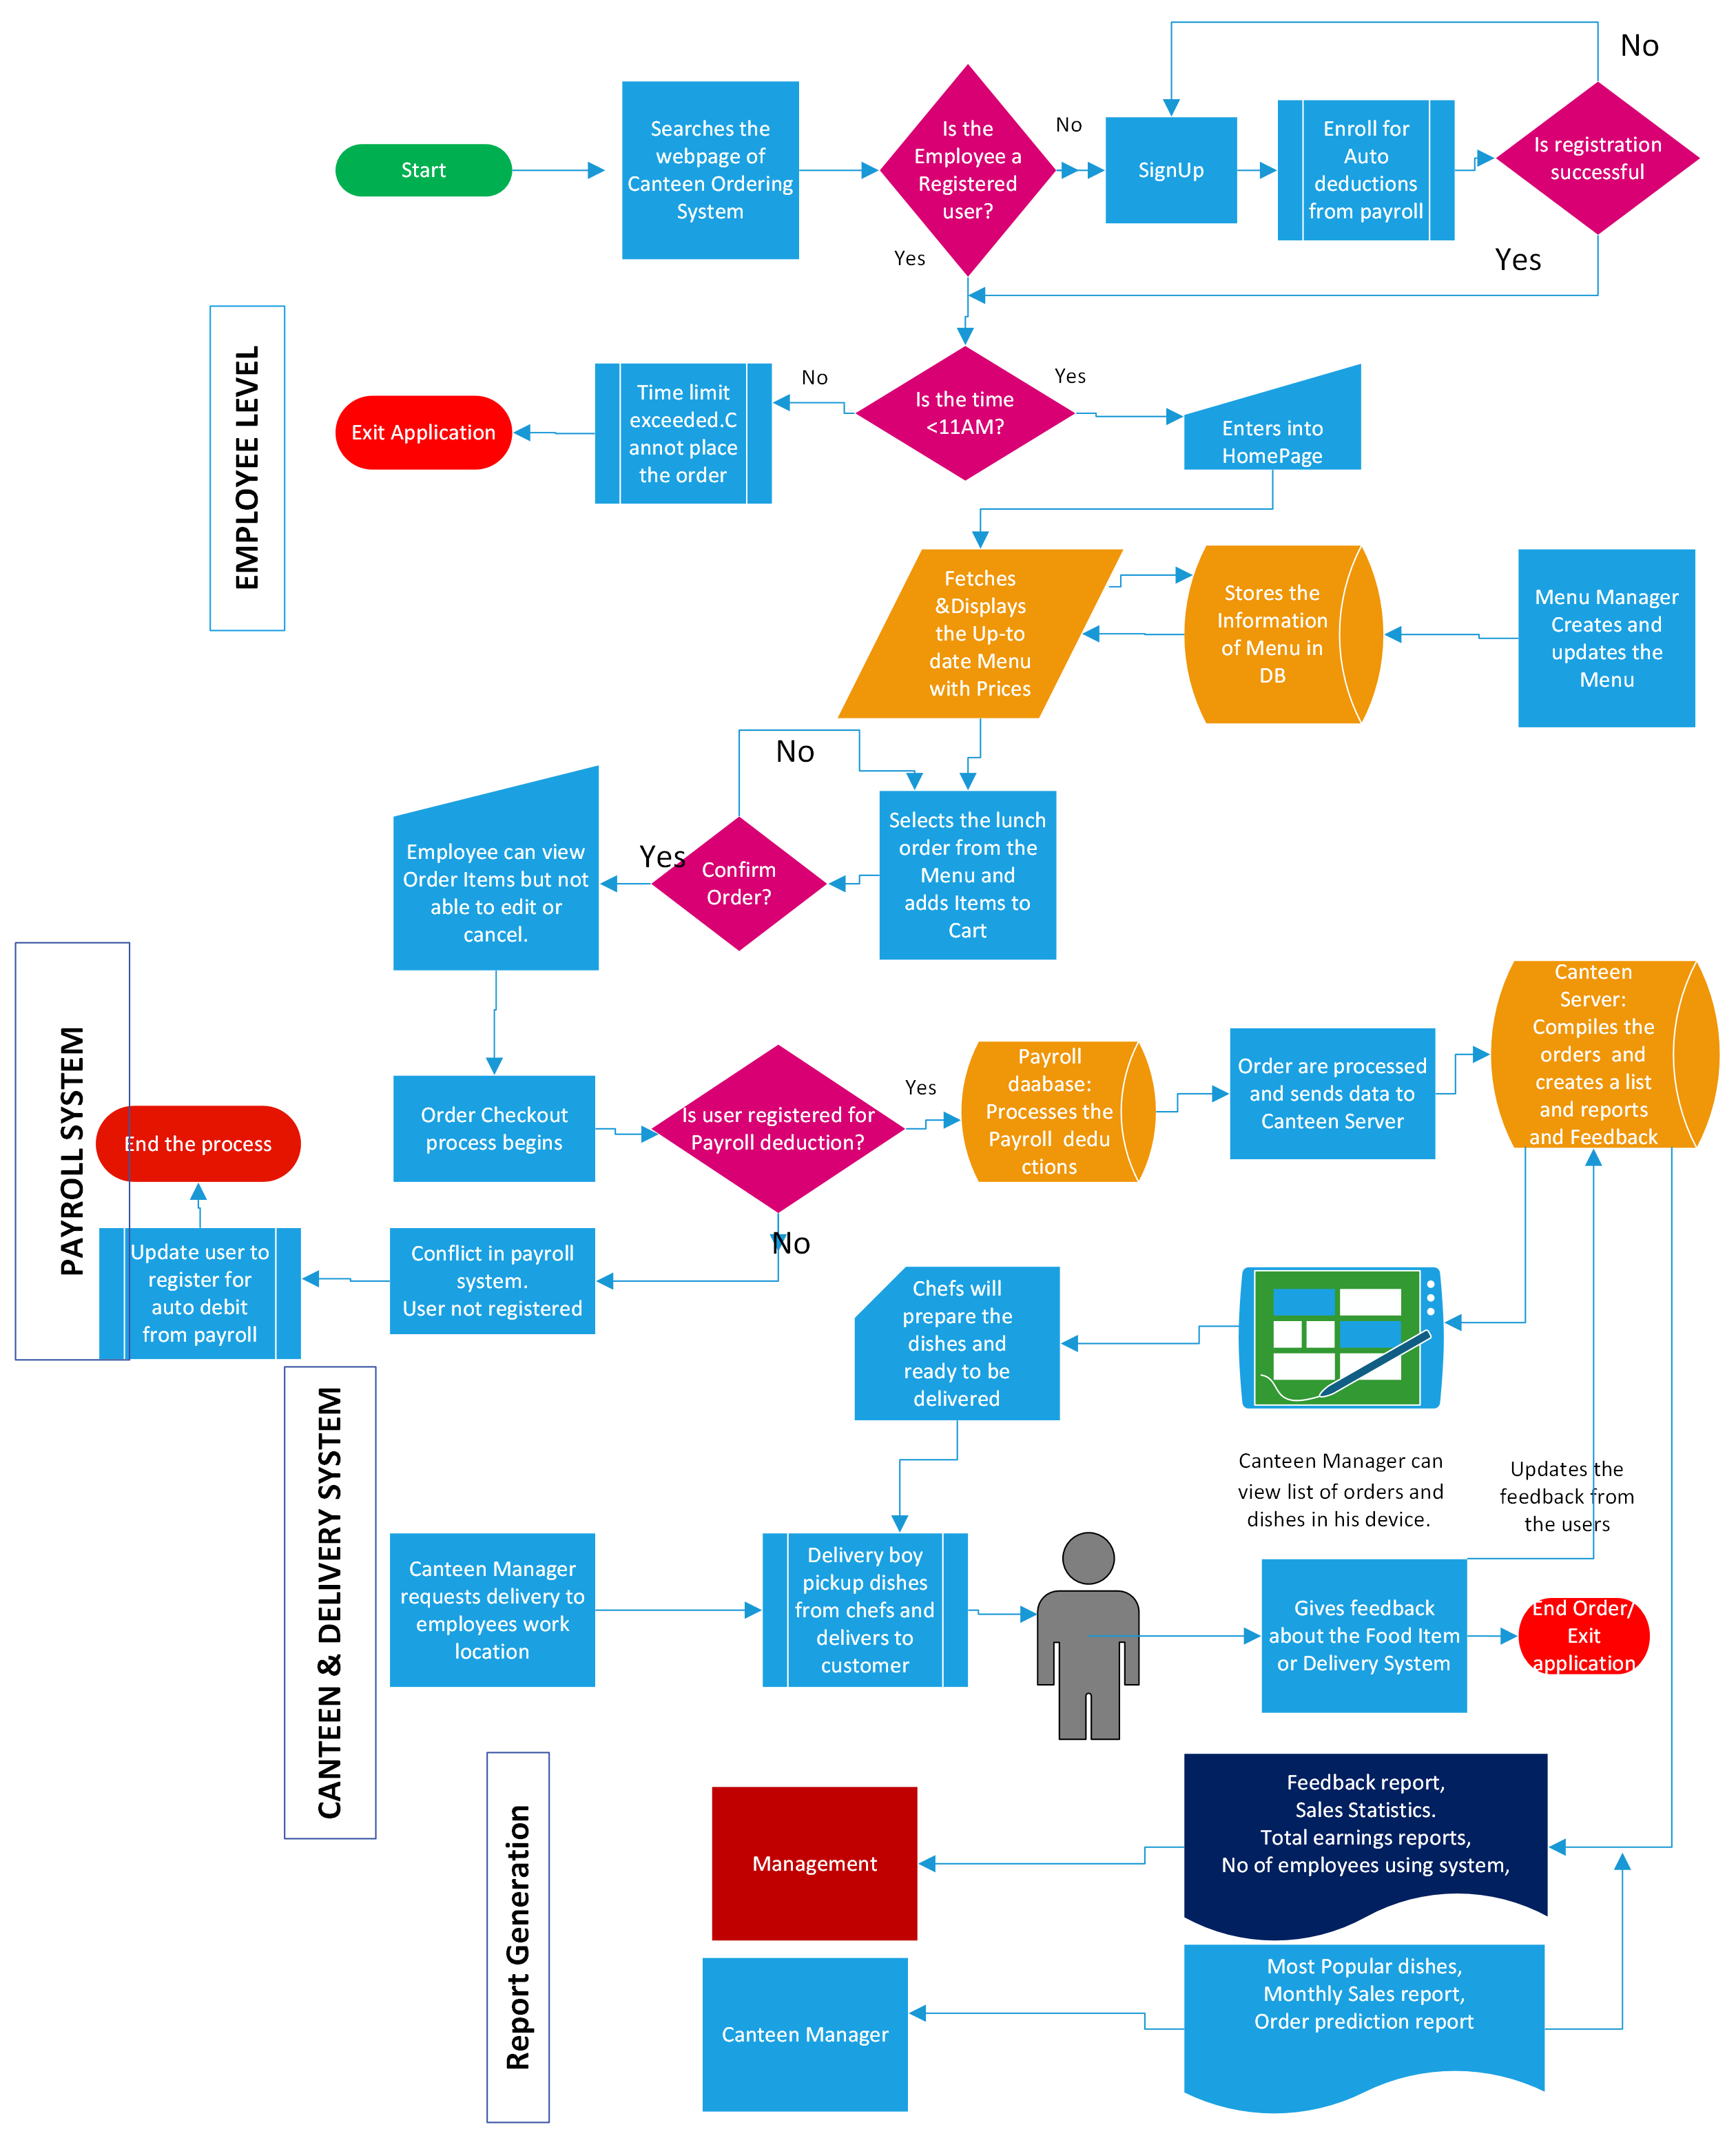 No
Start
Searches the
webpage of
Canteen Ordering
System
Is the
Employee a
Registered
user?
No
SignUp
Enroll for
Auto
deductions
from payroll
Is registration
successful
Yes
Yes
EMPLOYEE LEVEL
Exit Application
Time limit
exceeded.C
annot place
the order
No
Is the time
<11AM?
Yes
Enters into
HomePage
Fetches
&Displays
the Up-to
date Menu
with Prices
Stores the
Information
of Menu in
DB
Menu Manager
Creates and
updates the
Menu
No
Employee can view
Order Items but not
able to edit or
cancel.
Yes
Confirm
Order?
Selects the lunch
order from the
Menu and
adds Items to
Cart
PAYROLL SYSTEM
End the process
Order Checkout
process begins
Is user registered for
Payroll deduction?
Yes
Payroll
daabase:
Processes the
Payroll dedu
ctions
Order are processed
and sends data to
Canteen Server
Canteen
Server:
Compiles the
orders and
creates a list
and reports
and Feedback
No
Update user to
register for
auto debit
from payroll
Conflict in payroll
system.
User not registered
Chefs will
prepare the
dishes and
ready to be
delivered
CANTEEN & DELIVERY SYSTEM
Canteen Manager can
view list of orders and
dishes in his device.
Updates the
feedback from
the users
Canteen Manager
requests delivery to
employees work
location
Delivery boy
pickup dishes
from chefs and
delivers to
customer
Gives feedback
about the Food Item
or Delivery System
End Order/
Exit
application
Report Generation
Management
Feedback report,
Sales Statistics.
Total earnings reports,
No of employees using system,
Canteen Manager
Most Popular dishes,
Monthly Sales report,
Order prediction report